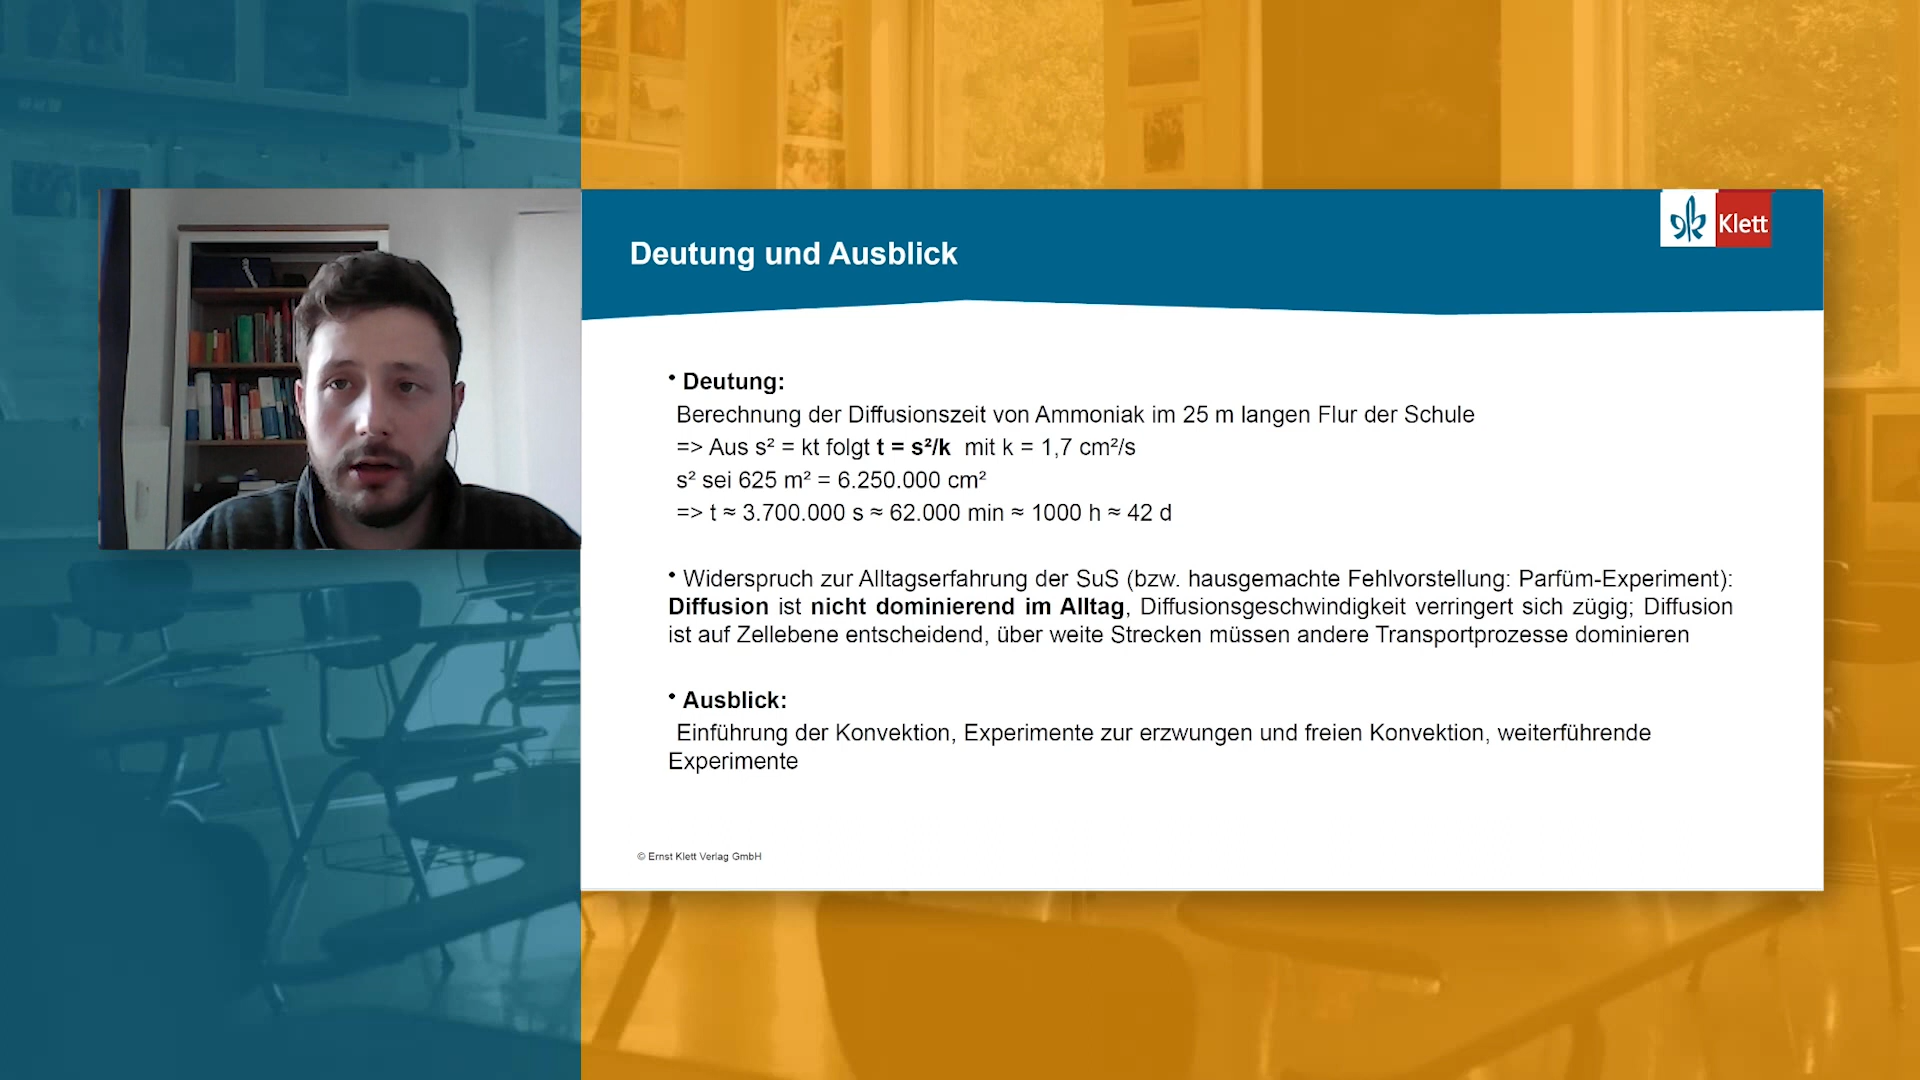 Klett
Deutung und Ausblick
• Deutung:
Berechnung der Diffusionszeit von Ammoniak im 25 m langen Flur der Schule
=> Aus s² = kt folgt t = s²/k mit k = 1,7 cm²/s
s² sei 625 m² = 6.250.000 cm²
=> t ≈ 3.700.000 s ≈ 62.000 min ≈ 1000 h ≈ 42 d
• Widerspruch zur Alltagserfahrung der SuS (bzw. hausgemachte Fehlvorstellung: Parfüm-Experiment):
Diffusion ist nicht dominierend im Alltag, Diffusionsgeschwindigkeit verringert sich zügig; Diffusion
ist auf Zellebene entscheidend, über weite Strecken müssen andere Transportprozesse dominieren
• Ausblick:
Einführung der Konvektion, Experimente zur erzwungen und freien Konvektion, weiterführende
Experimente
© Ernst Klett Verlag GmbH